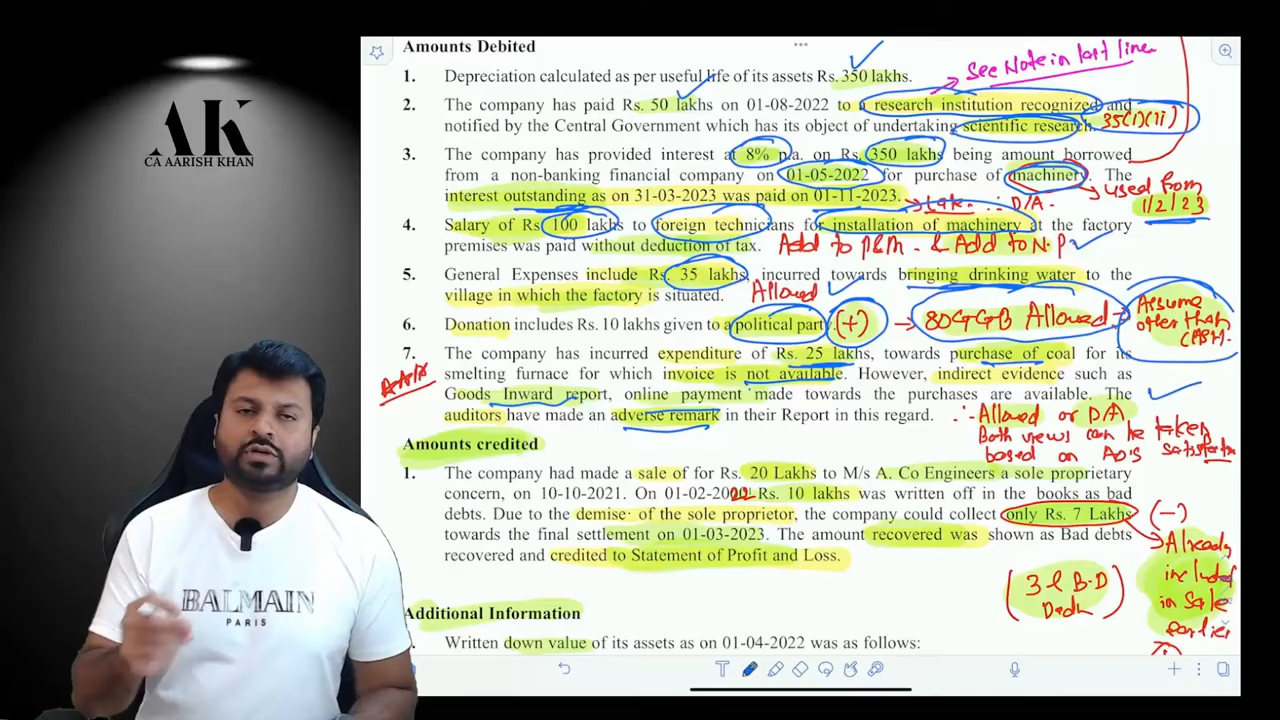 AK
CA AARISH KHAN
BALMAIN
PARIS
Amounts Debited
1. Depreciation calculated as per useful life of its assets Rs. 350 lakhs.
See Note in last line
2. The company has paid Rs. 50 lakhs on 01-08-2022 to a research institution recognized and
notified by the Central Government which has its object of undertaking scientific research.
35(1)(ii)
3. The company has provided interest at 8% p.a. on Rs. 350 lakhs being amount borrowed
from a non-banking financial company on 01-05-2022 for purchase of machinery. The
interest outstanding as on 31-03-2023 was paid on 01-11-2023.
Late ∴ D/A.
used from
1/2/23
4. Salary of Rs 100 lakhs to foreign technicians for installation of machinery at the factory
premises was paid without deduction of tax.
Add to P&M. & Add to N.P
5. General Expenses include Rs. 35 lakhs, incurred towards bringing drinking water to the
village in which the factory is situated.
Allowed
6. Donation includes Rs. 10 lakhs given to a political party.
(+) → 80GGB Allowed →
Assume
other than
CASH.
7. The company has incurred expenditure of Rs. 25 lakhs, towards purchase of coal for its
smelting furnace for which invoice is not available. However, indirect evidence such as
Goods Inward report, online payment made towards the purchases are available. The
auditors have made an adverse remark in their Report in this regard.
∴ Allowed or D/A
Both views can be taken
based on AO's satisfaction
Amounts credited
1. The company had made a sale of for Rs. 20 Lakhs to M/s A. Co Engineers a sole proprietary
concern, on 10-10-2021. On 01-02-2022 Rs. 10 lakhs was written off in the books as bad
debts. Due to the demise of the sole proprietor, the company could collect only Rs. 7 Lakhs
towards the final settlement on 01-03-2023. The amount recovered was shown as Bad debts
recovered and credited to Statement of Profit and Loss.
(-)
Already
include
in Sale
earlier
(3 l B.D
Dedn)
Additional Information
Written down value of its assets as on 01-04-2022 was as follows: